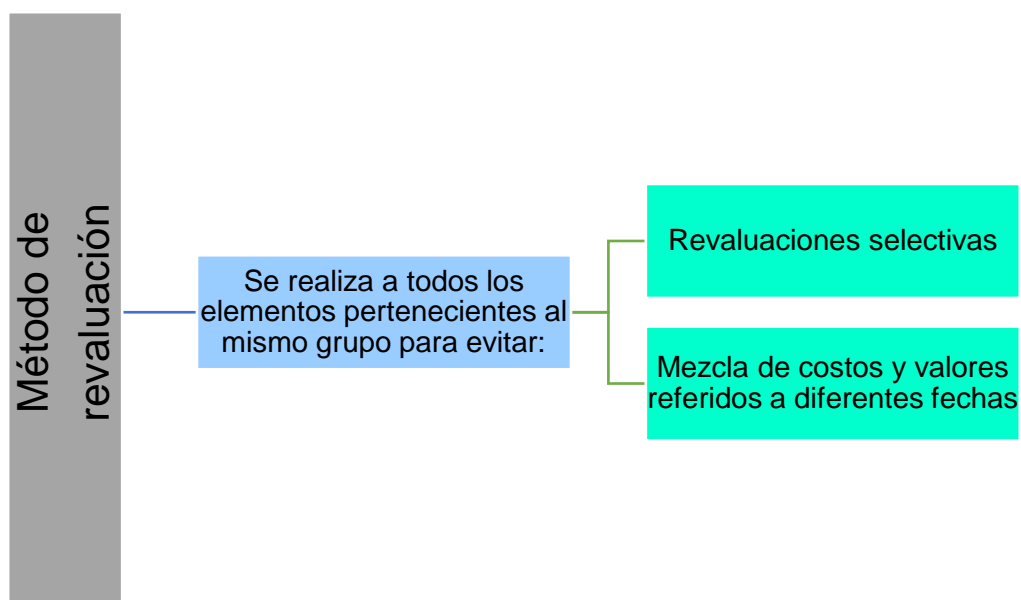 Método de
revaluación
Se realiza a todos los
elementos pertenecientes al
mismo grupo para evitar:
Revaluaciones selectivas
Mezcla de costos y valores
referidos a diferentes fechas